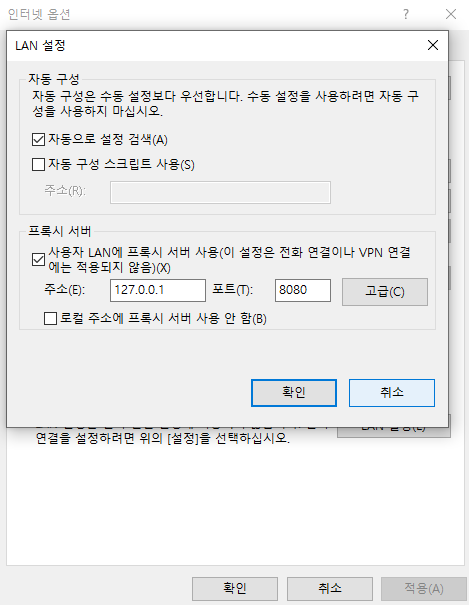 인터넷 옵션
?
LAN 설정
자동 구성
자동 구성은 수동 설정보다 우선합니다. 수동 설정을 사용하려면 자동 구
성을 사용하지 마십시오.
자동으로 설정 검색(A)
자동 구성 스크립트 사용(S)
주소(R):
프록시 서버
사용자 LAN에 프록시 서버 사용(이 설정은 전화 연결이나 VPN 연결
에는 적용되지 않음)(X)
주소(E): 127.0.0.1 포트(T): 8080 고급(C)
로컬 주소에 프록시 서버 사용 안 함(B)
확인 취소
연결을 설정하려면 위의 [설정]을 선택하십시오.
확인 취소 적용(A)